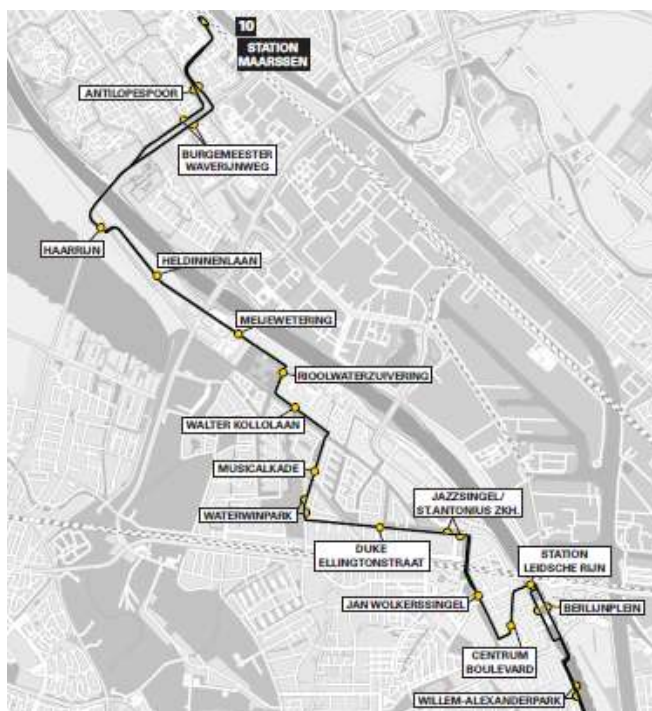 10
STATION
MAARSSEN
ANTILOPESPOOR
BURGEMEESTER
WAVERIJNWEG
HAARRIJN
HELDINNENLAAN
MEIJEWETERING
RIOOLWATERZUIVERING
WALTER KOLLOLAAN
MUSICALKADE
JAZZSINGEL/
ST.ANTONIUS ZKH.
WATERWINPARK
DUKE
ELLINGTONSTRAAT
STATION
LEIDSCHE RIJN
JAN WOLKERSSINGEL
BERLIJNPLEIN
CENTRUM
BOULEVARD
WILLEM-ALEXANDERPARK